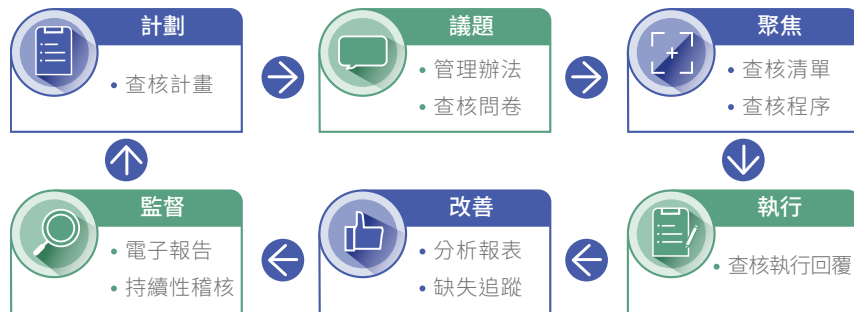 計劃
• 查核計畫
議題
• 管理辦法
• 查核問卷
聚焦
• 查核清單
• 查核程序
執行
• 查核執行回覆
改善
• 分析報表
• 缺失追蹤
監督
• 電子報告
• 持續性稽核